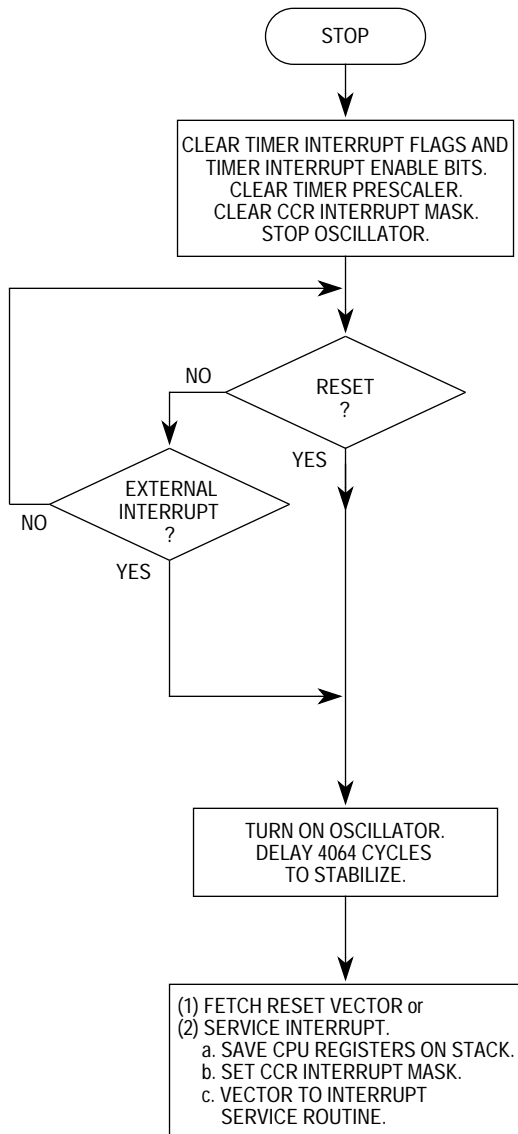 STOP
CLEAR TIMER INTERRUPT FLAGS AND
TIMER INTERRUPT ENABLE BITS.
CLEAR TIMER PRESCALER.
CLEAR CCR INTERRUPT MASK.
STOP OSCILLATOR.
NO
RESET
?
YES
EXTERNAL
INTERRUPT
?
NO
YES
TURN ON OSCILLATOR.
DELAY 4064 CYCLES
TO STABILIZE.
(1) FETCH RESET VECTOR or
(2) SERVICE INTERRUPT.
a. SAVE CPU REGISTERS ON STACK.
b. SET CCR INTERRUPT MASK.
c. VECTOR TO INTERRUPT
SERVICE ROUTINE.